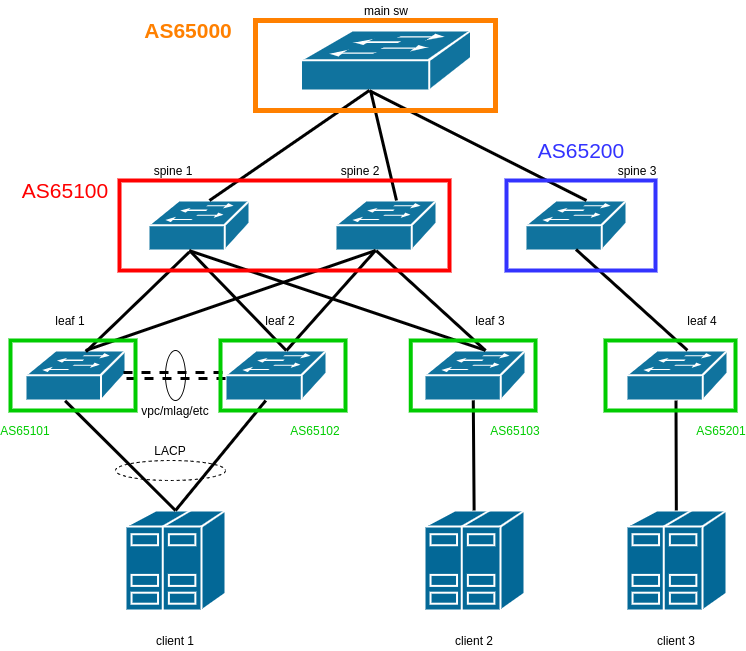 main sw
AS65000
AS65200
spine 1
spine 2
spine 3
AS65100
leaf 1
leaf 2
leaf 3
leaf 4
vpc/mlag/etc
AS65101
AS65102
AS65103
AS65201
LACP
client 1
client 2
client 3